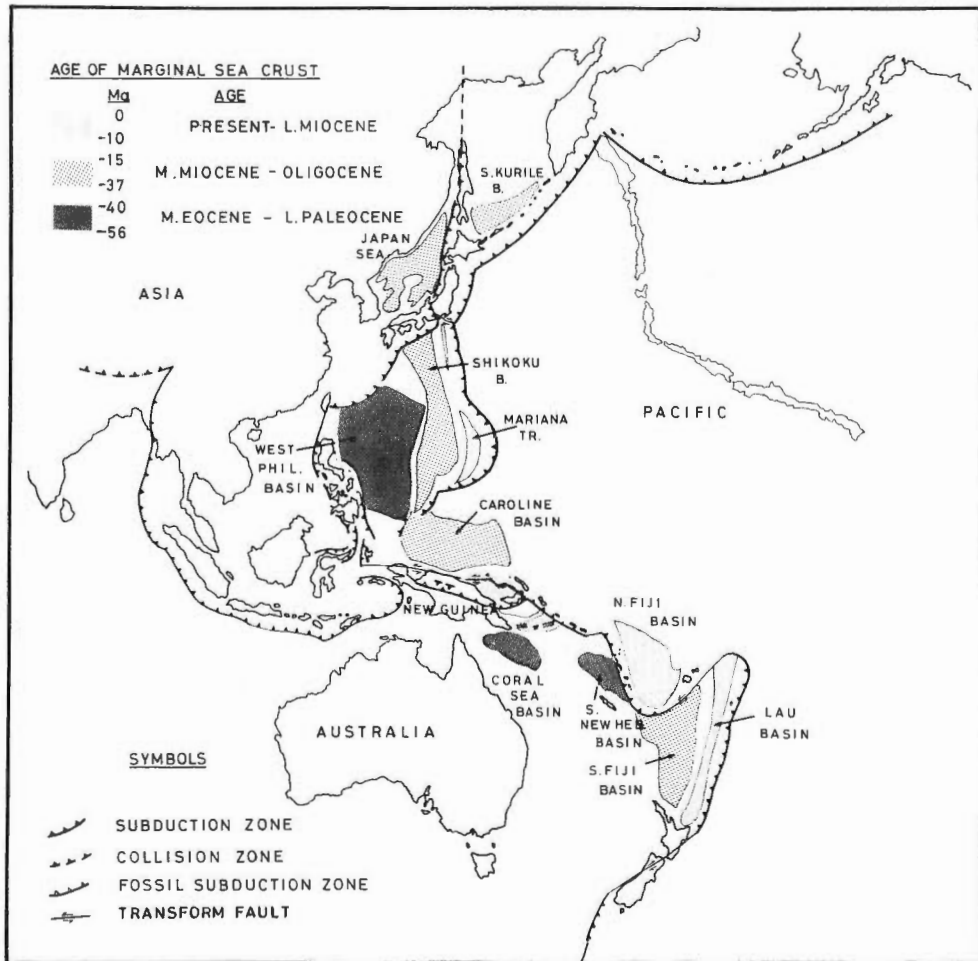 AGE OF MARGINAL SEA CRUST
Ma AGE
0
-10
PRESENT- L.MIOCENE
-15
-37
M.MIOCENE - OLIGOCENE
-40
-56
M.EOCENE - L.PALEOCENE
S.KURILE
B.
JAPAN
SEA
ASIA
SHIKOKU
B.
PACIFIC
MARIANA
TR.
WEST
PHIL.
BASIN
CAROLINE
BASIN
NEW GUINEA
N.FIJI
BASIN
CORAL
SEA
BASIN
S.
NEW HEB
BASIN
LAU
BASIN
AUSTRALIA
S.FIJI
BASIN
SYMBOLS
SUBDUCTION ZONE
COLLISION ZONE
FOSSIL SUBDUCTION ZONE
TRANSFORM FAULT